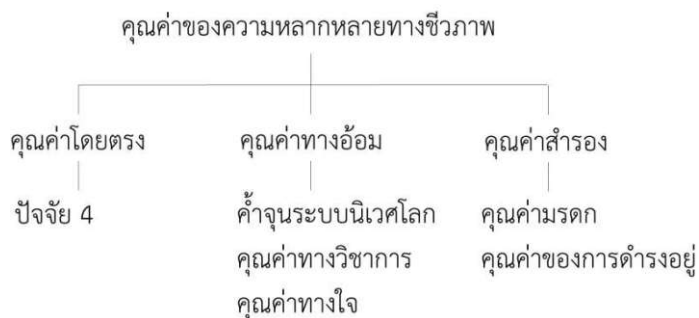 คุณค่าของความหลากหลายทางชีวภาพ
คุณค่าโดยตรง
คุณค่าทางอ้อม
คุณค่าสำรอง
ปัจจัย 4
ค้ำจุนระบบนิเวศโลก
คุณค่ามรดก
คุณค่าทางวิชาการ
คุณค่าของการดำรงอยู่
คุณค่าทางใจ